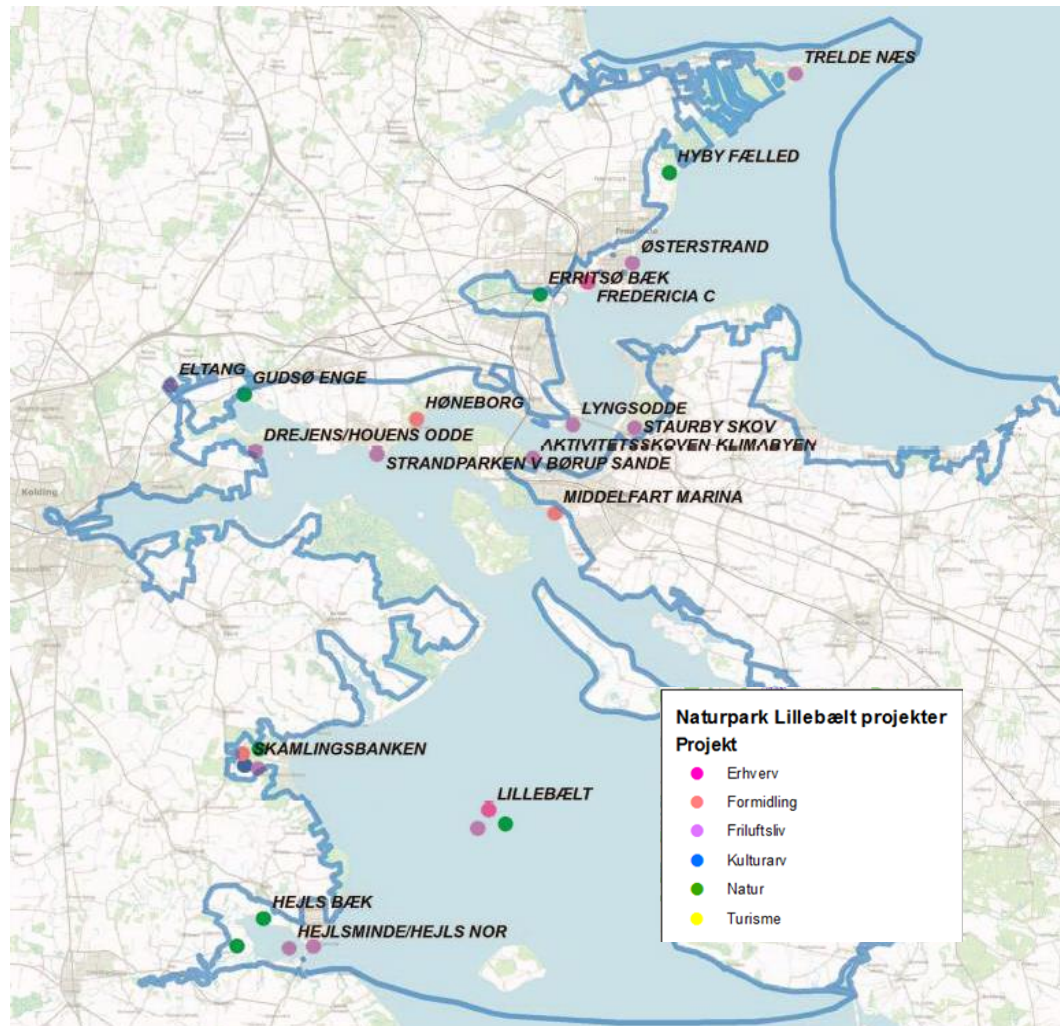 TRELDE NÆS
HYBY FÆLLED
ØSTERSTRAND
ERRITSØ BÆK
FREDERICIA C
ELTANG
GUDSØ ENGE
HØNEBORG
LYNGSODDE
STAURBY SKOV
DREJENS/HOUENS ODDE
AKTIVITETSSKOVEN KLIMABYEN
STRANDPARKEN V BØRUP SANDE
Kolding
MIDDELFART MARINA
Naturpark Lillebælt projekter
Projekt
Erhverv
Formidling
Friluftsliv
Kulturarv
Natur
Turisme
SKAMLINGSBANKEN
LILLEBÆLT
HEJLS BÆK
HEJLSMINDE/HEJLS NOR